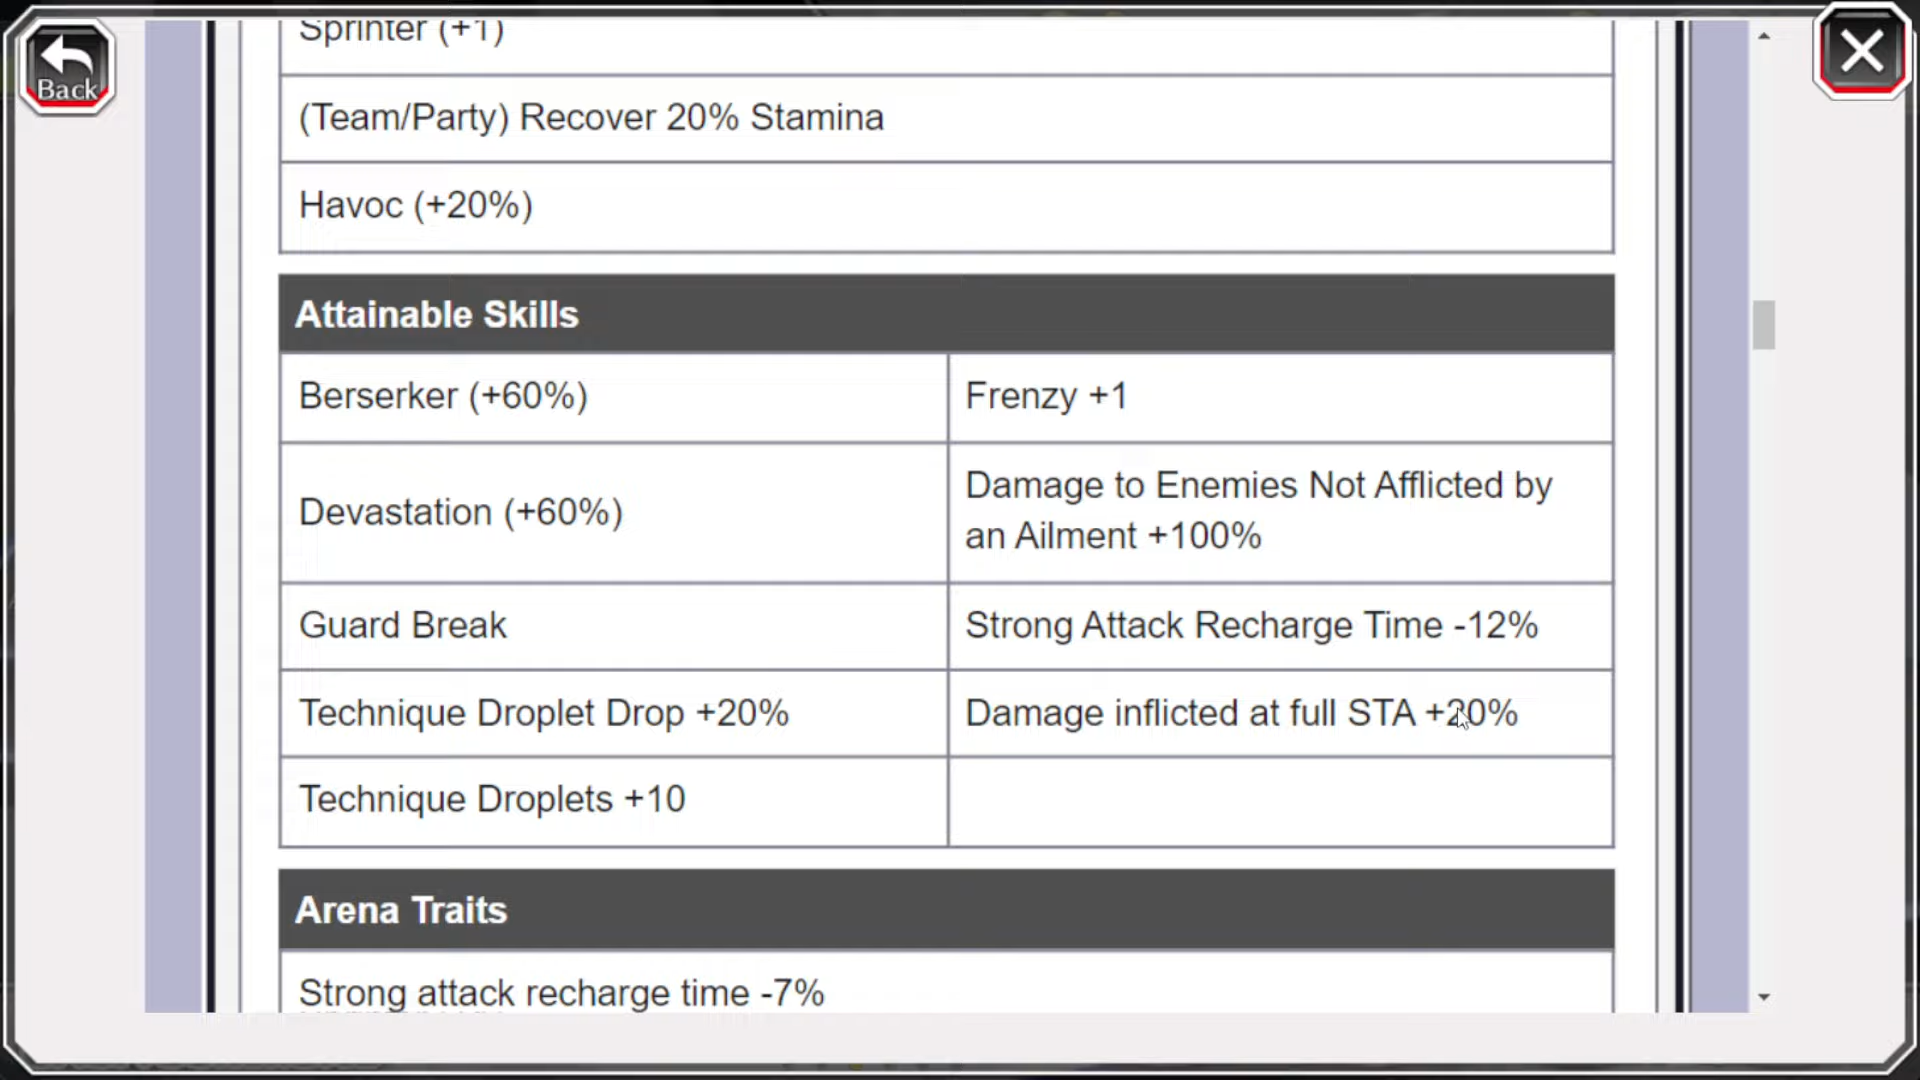 Sprinter (+1)
Back
(Team/Party) Recover 20% Stamina
Havoc (+20%)
Attainable Skills
Berserker (+60%)
Frenzy +1
Devastation (+60%)
Damage to Enemies Not Afflicted by
an Ailment +100%
Guard Break
Strong Attack Recharge Time -12%
Technique Droplet Drop +20%
Damage inflicted at full STA +20%
Technique Droplets +10
Arena Traits
Strong attack recharge time -7%